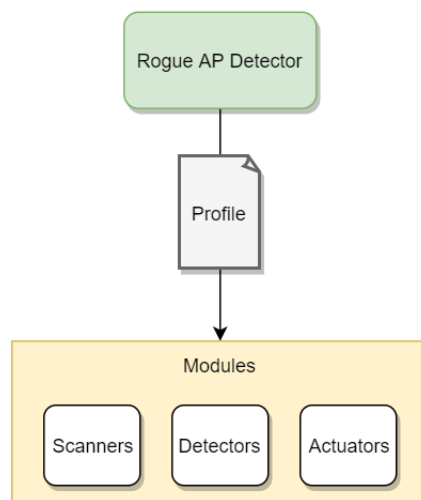 Rogue AP Detector
Profile
Modules
Scanners
Detectors
Actuators